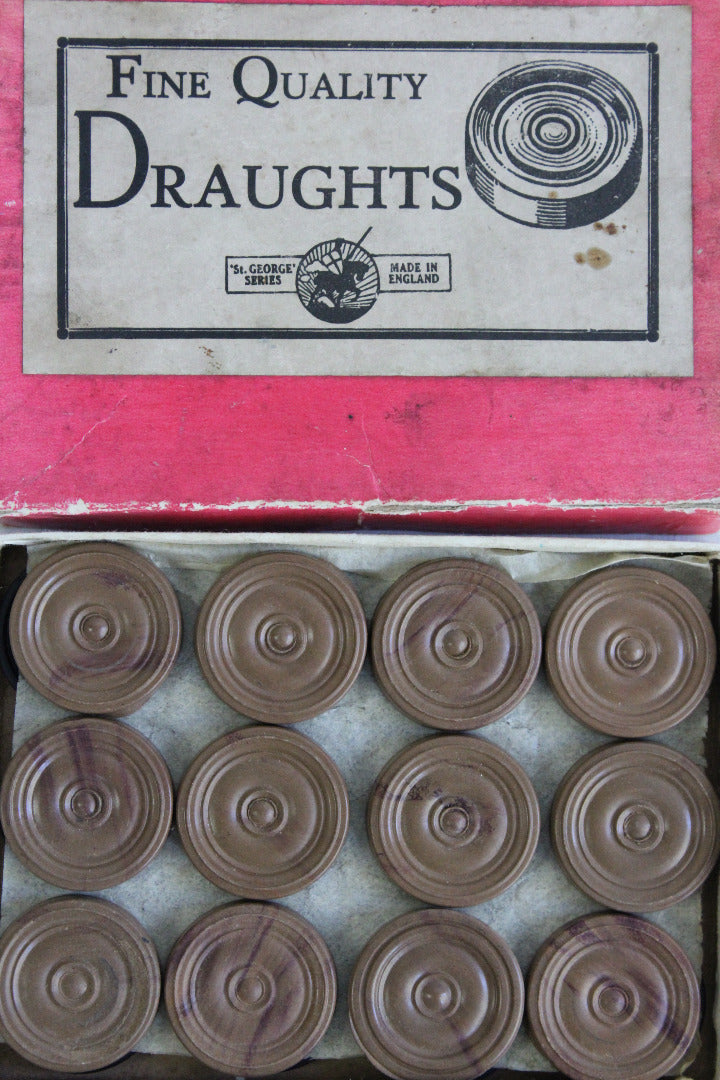 FINE QUALITY
DRAUGHTS
'St. GEORGE'
SERIES
MADE IN
ENGLAND